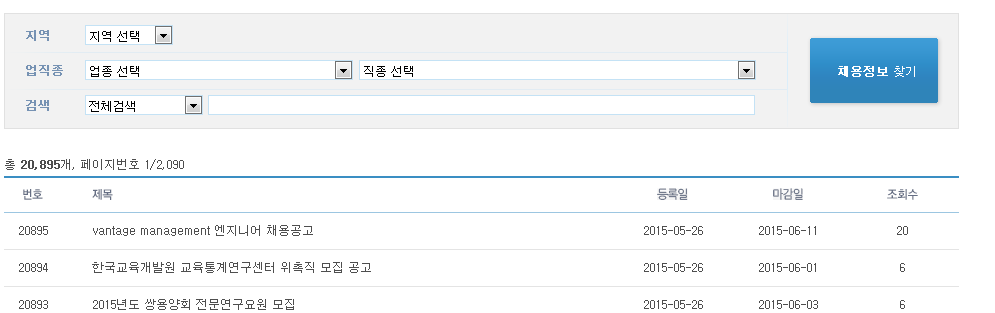 지역 지역 선택
업직종 업종 선택 직종 선택
채용정보 찾기
검색 전체검색
총 20,895개, 페이지번호 1/2,090
번호 제목 등록일 마감일 조회수
20895 vantage management 엔지니어 채용공고 2015-05-26 2015-06-11 20
20894 한국교육개발원 교육통계연구센터 위촉직 모집 공고 2015-05-26 2015-06-01 6
20893 2015년도 쌍용양회 전문연구요원 모집 2015-05-26 2015-06-03 6